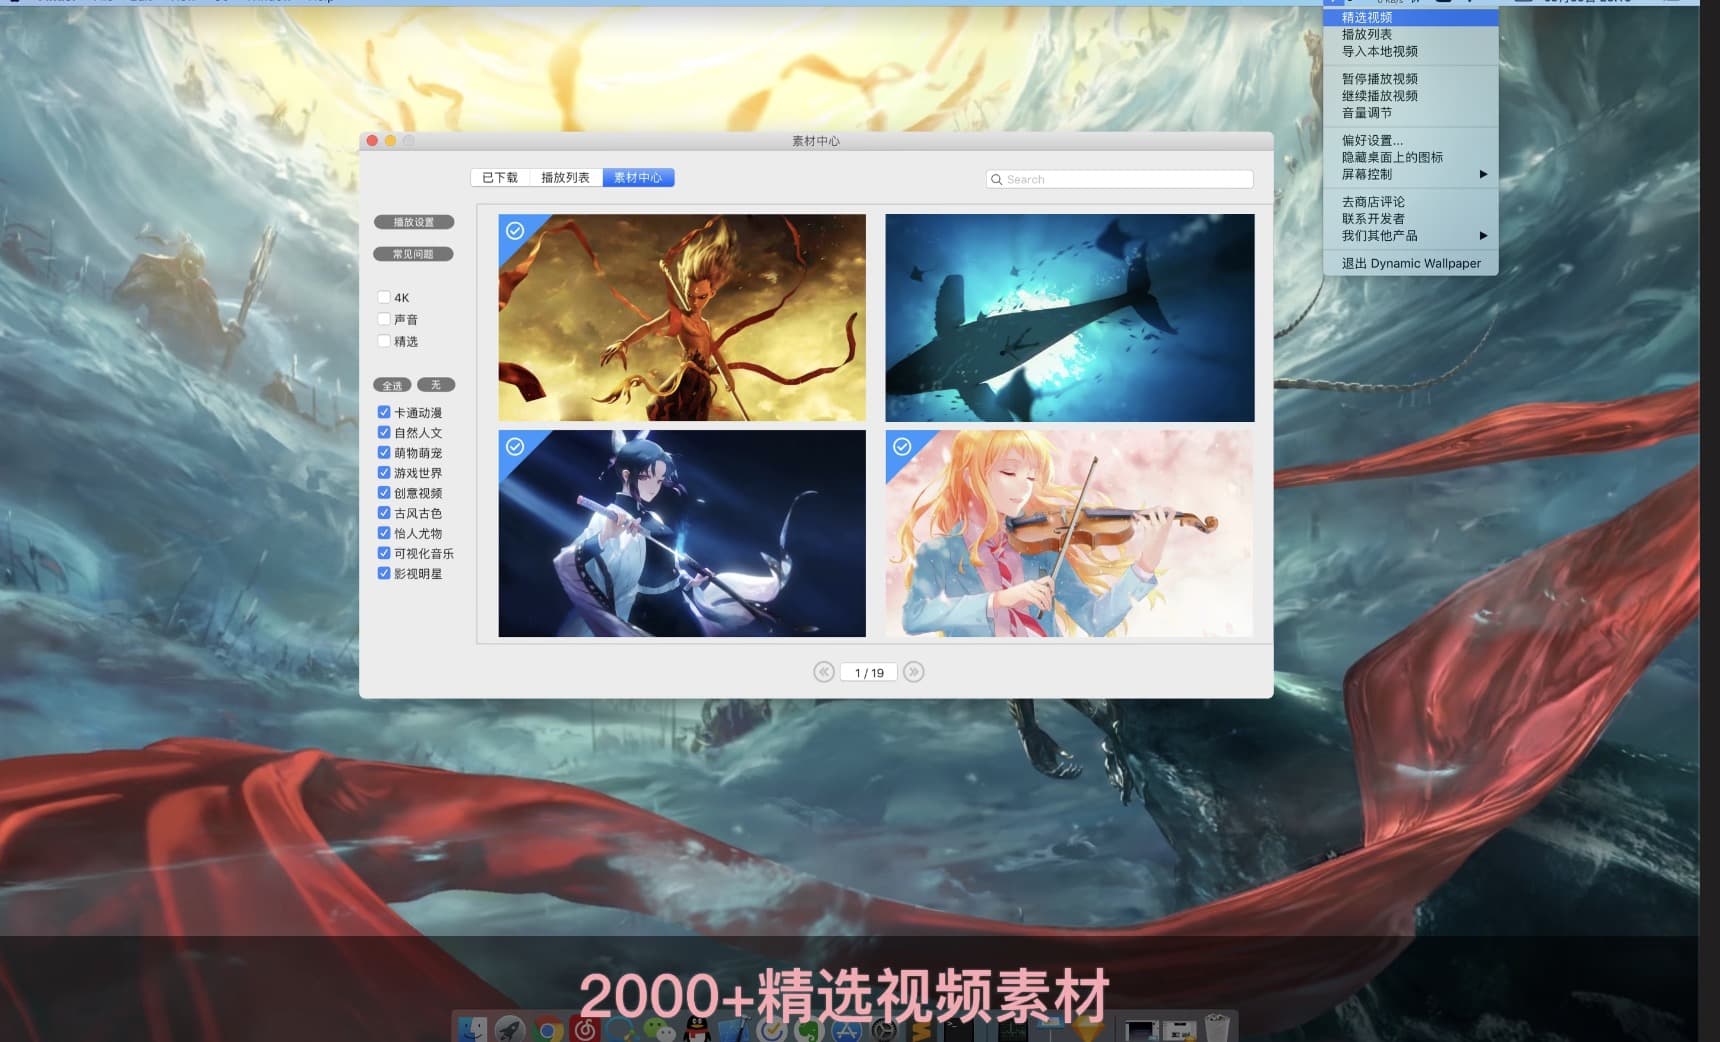 精选视频
播放列表
导入本地视频
暂停播放视频
继续播放视频
音量调节
偏好设置...
隐藏桌面上的图标
屏幕控制
去商店评论
联系开发者
我们其他产品
退出 Dynamic Wallpaper
素材中心
已下载 播放列表 素材中心
Search
播放设置
常见问题
4K
声音
精选
全选 无
卡通动漫
自然人文
萌物萌宠
游戏世界
创意视频
古风古色
怡人尤物
可视化音乐
影视明星
1 / 19
2000+精选视频素材